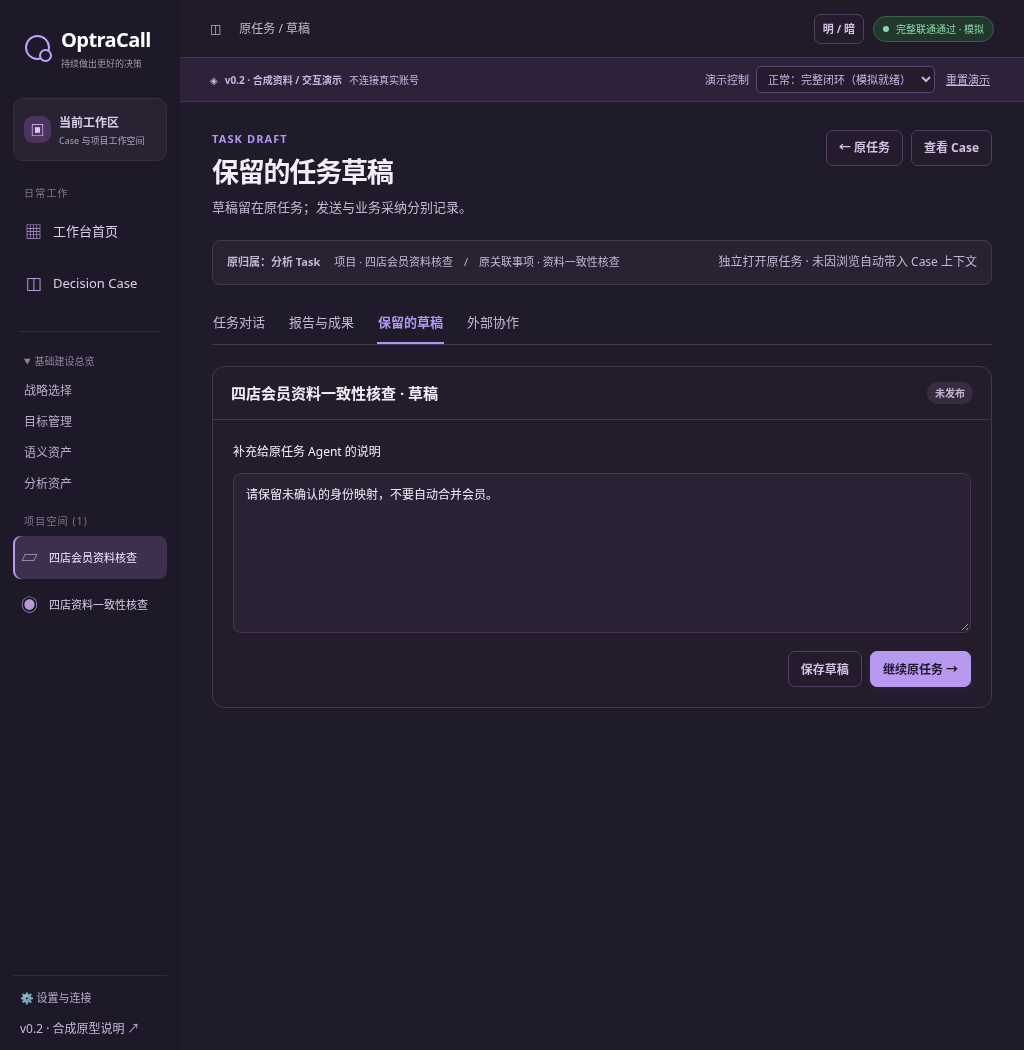 OptraCall
持续做出更好的决策
当前工作区
Case 与项目工作空间
日常工作
工作台首页
Decision Case
▼ 基础建设总览
战略选择
目标管理
语义资产
分析资产
项目空间 (1)
四店会员资料核查
四店资料一致性核查
设置与连接
v0.2 · 合成原型说明 ↗
原任务 / 草稿
明 / 暗
完整联通通过 · 模拟
v0.2 · 合成资料 / 交互演示 不连接真实账号
演示控制
正常：完整闭环（模拟就绪）
重置演示
TASK DRAFT
保留的任务草稿
草稿留在原任务；发送与业务采纳分别记录。
← 原任务
查看 Case
原归属：分析 Task 项目 · 四店会员资料核查 / 原关联事项 · 资料一致性核查
独立打开原任务 · 未因浏览自动带入 Case 上下文
任务对话 报告与成果 保留的草稿 外部协作
四店会员资料一致性核查 · 草稿
未发布
补充给原任务 Agent 的说明
请保留未确认的身份映射，不要自动合并会员。
保存草稿
继续原任务 →